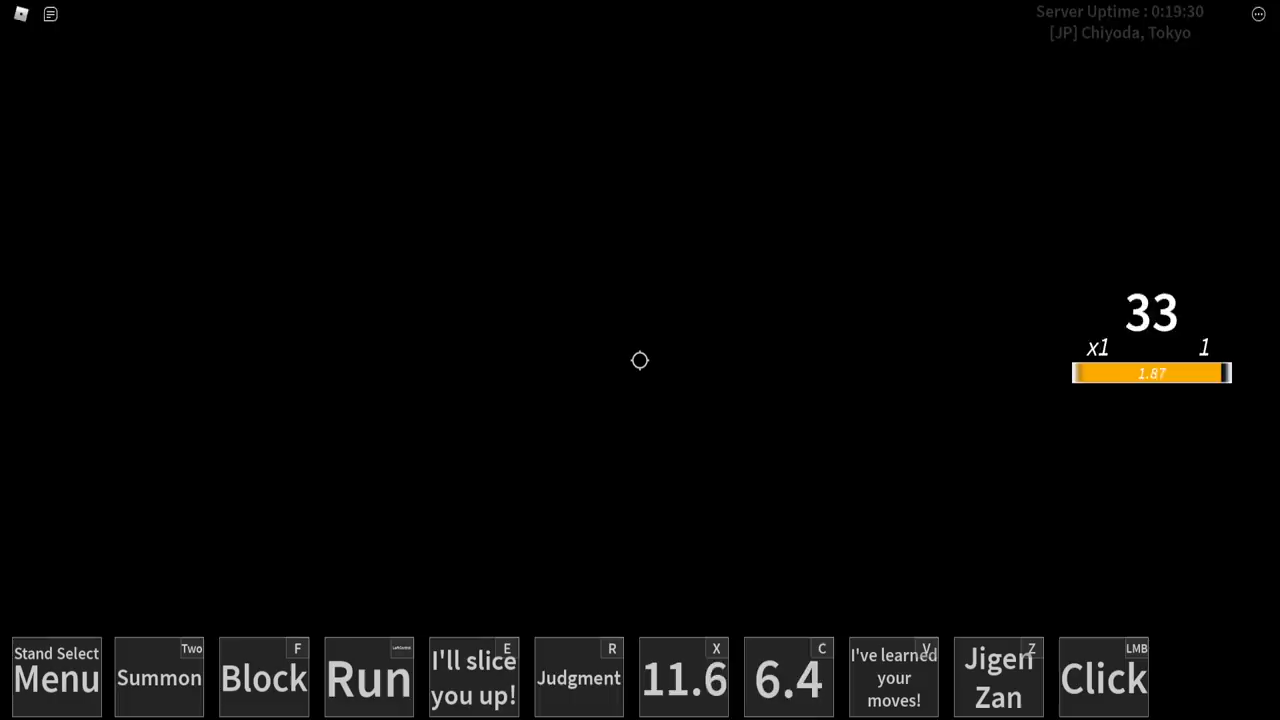 Server Uptime : 0:19:30
[JP] Chiyoda, Tokyo
33
x1 1
1.87
Stand Select
Menu
Two
Summon
F
Block
Run
E
I'll slice
you up!
R
Judgment
X
11.6
C
6.4
V
I've learned
your
moves!
Z
Jigen
Zan
LMB
Click